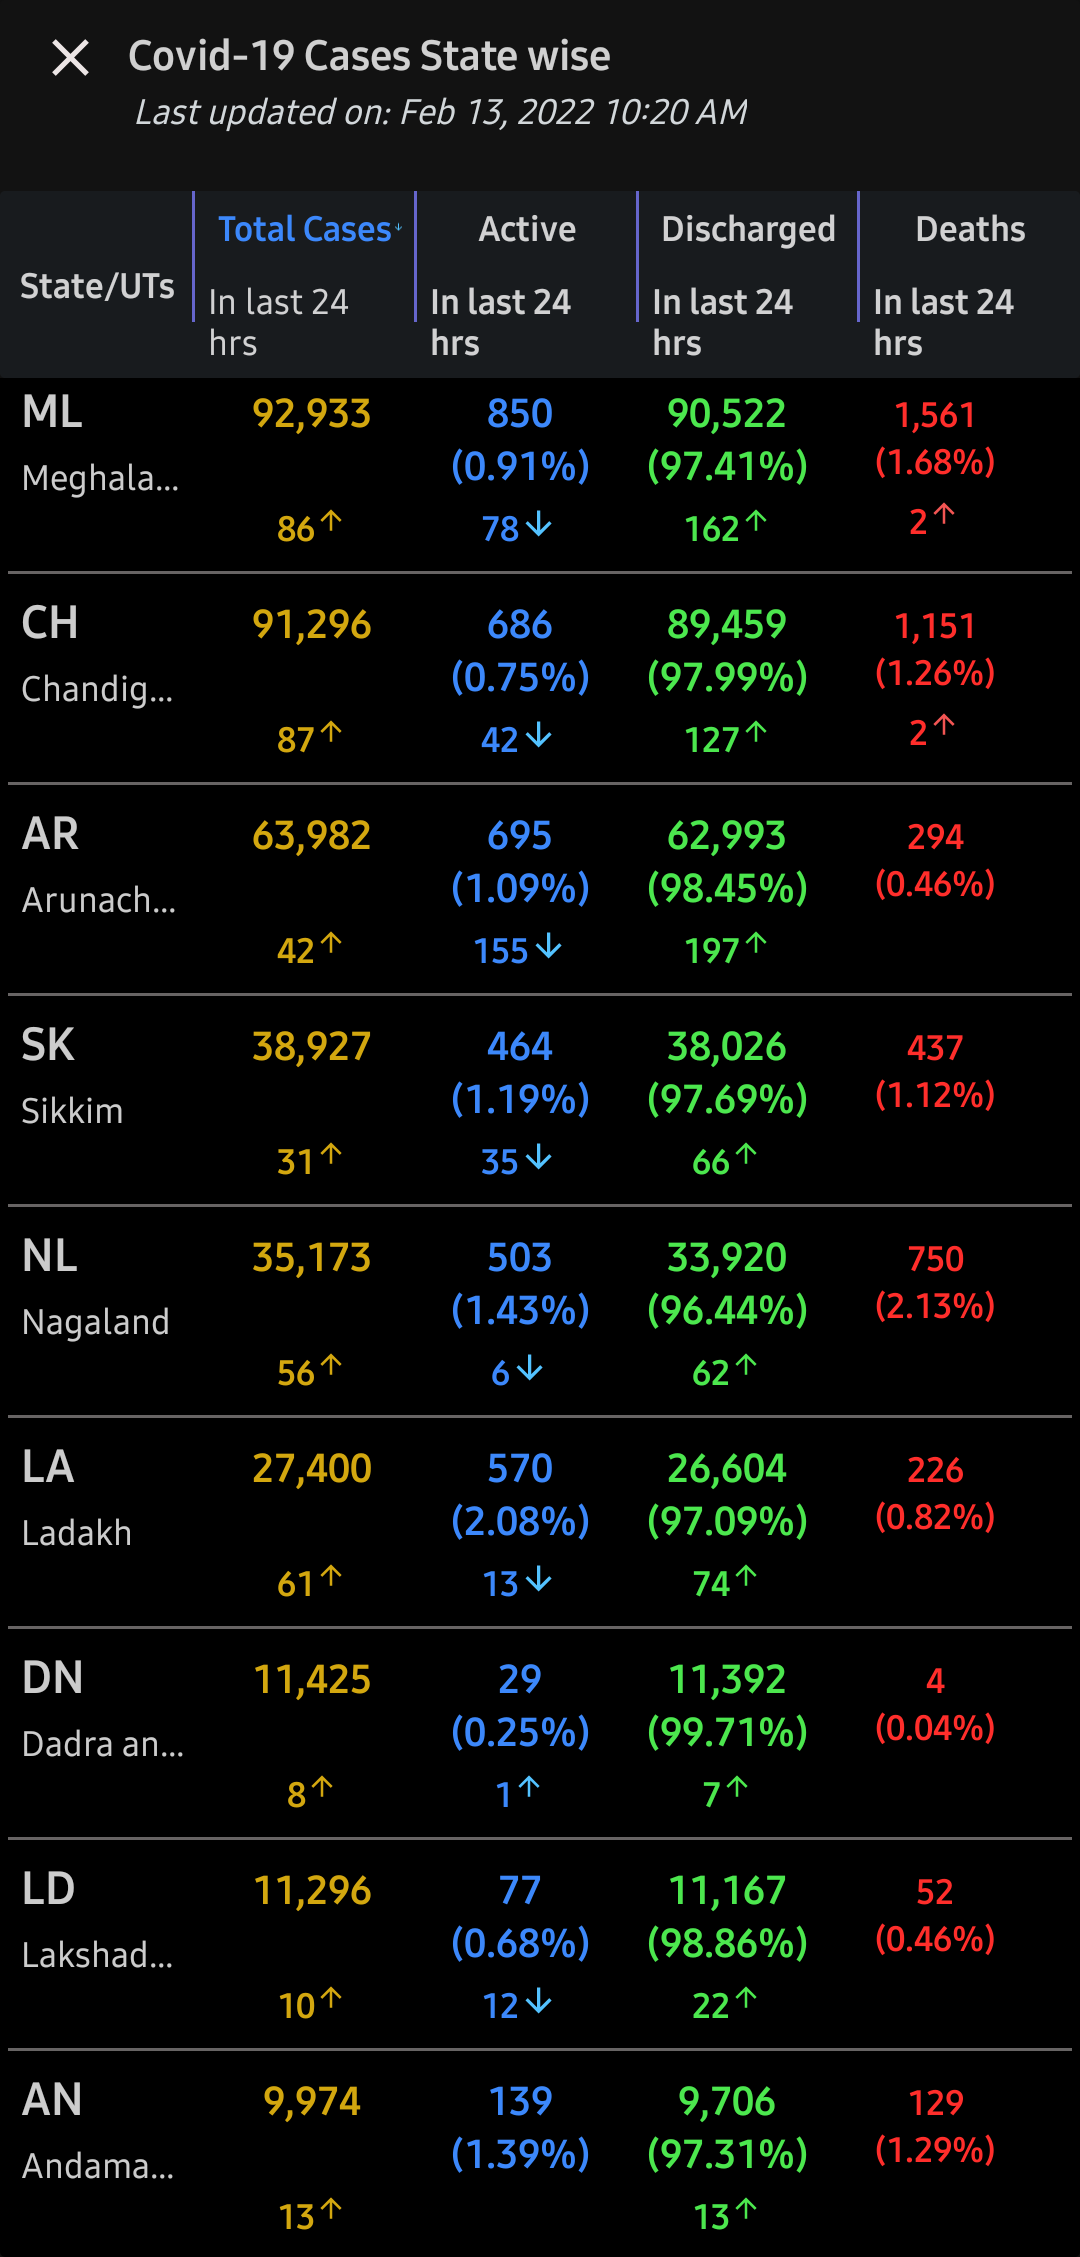 Covid-19 Cases State wise
Last updated on: Feb 13, 2022 10:20 AM
State/UTs Total Cases↓ Active Discharged Deaths
In last 24 hrs In last 24 hrs In last 24 hrs In last 24 hrs
ML 92,933 850 90,522 1,561
Meghala... (0.91%) (97.41%) (1.68%)
86↑ 78↓ 162↑ 2↑
CH 91,296 686 89,459 1,151
Chandig... (0.75%) (97.99%) (1.26%)
87↑ 42↓ 127↑ 2↑
AR 63,982 695 62,993 294
Arunach... (1.09%) (98.45%) (0.46%)
42↑ 155↓ 197↑
SK 38,927 464 38,026 437
Sikkim (1.19%) (97.69%) (1.12%)
31↑ 35↓ 66↑
NL 35,173 503 33,920 750
Nagaland (1.43%) (96.44%) (2.13%)
56↑ 6↓ 62↑
LA 27,400 570 26,604 226
Ladakh (2.08%) (97.09%) (0.82%)
61↑ 13↓ 74↑
DN 11,425 29 11,392 4
Dadra an... (0.25%) (99.71%) (0.04%)
8↑ 1↑ 7↑
LD 11,296 77 11,167 52
Lakshad... (0.68%) (98.86%) (0.46%)
10↑ 12↓ 22↑
AN 9,974 139 9,706 129
Andama... (1.39%) (97.31%) (1.29%)
13↑ 13↑